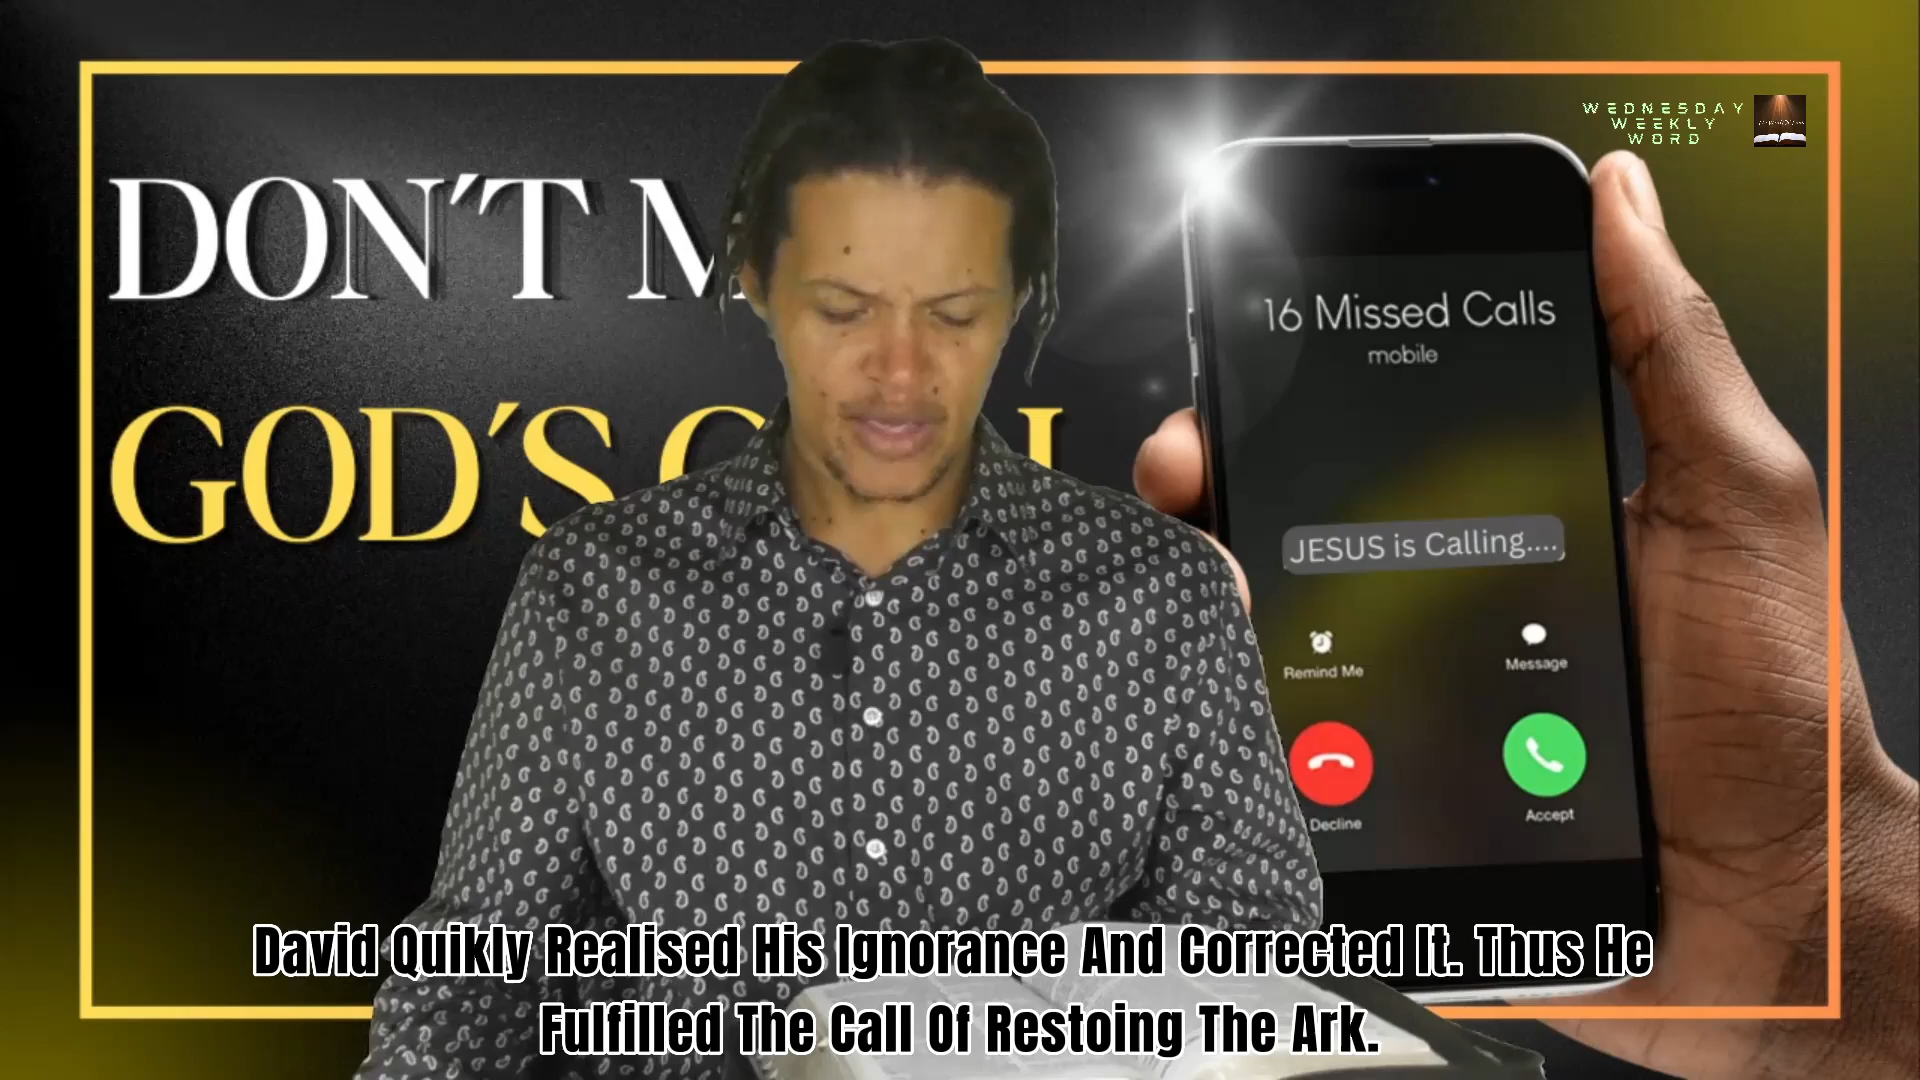 WEDNESDAY
WEEKLY
WORD
DON'T M
GOD'S C L
16 Missed Calls
mobile
JESUS is Calling....
Remind Me
Message
Decline
Accept
David Quikly Realised His Ignorance And Corrected It. Thus He
Fulfilled The Call Of Restoing The Ark.